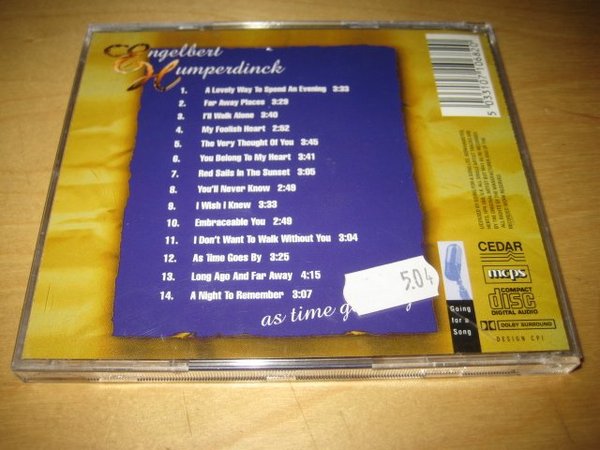 Engelbert
Humperdinck
1. A Lovely Way To Spend An Evening 3:33
2. Far Away Places 3:29
3. I'll Walk Alone 3:40
4. My Foolish Heart 2:52
5. The Very Thought Of You 3:45
6. You Belong To My Heart 3:41
7. Red Sails In The Sunset 3:05
8. You'll Never Know 2:49
9. I Wish I Knew 3:33
10. Embraceable You 2:49
11. I Don't Want To Walk Without You 3:04
12. As Time Goes By 3:25
13. Long Ago And Far Away 4:15
14. A Night To Remember 3:07
5.04
as time
5 033107 106820
CEDAR
mcps
COMPACT
disc
DIGITAL AUDIO
DOLBY SURROUND
DESIGN CPI
Going
for a
Song